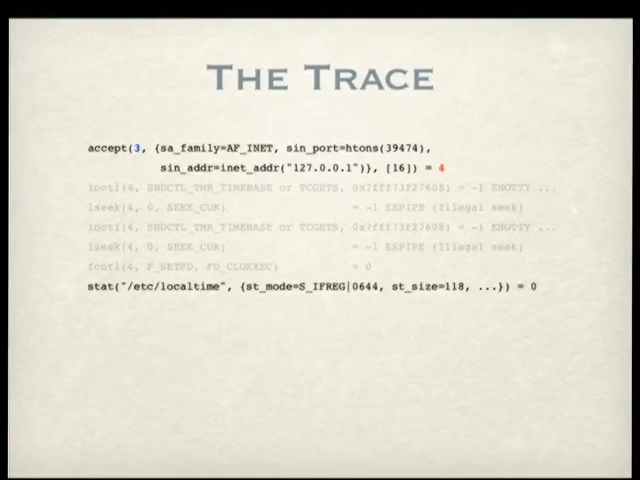 THE TRACE
accept(3, {sa_family=AF_INET, sin_port=htons(39474),
sin_addr=inet_addr("127.0.0.1")}, [16]) = 4
ioctl(4, SNDCTL_TMR_TIMEBASE or TCGETS, 0x7fff73f27608) = -1 ENOTTY ...
lseek(4, 0, SEEK_CUR) = -1 ESPIPE (Illegal seek)
ioctl(4, SNDCTL_TMR_TIMEBASE or TCGETS, 0x7fff73f27608) = -1 ENOTTY ...
lseek(4, 0, SEEK_CUR) = -1 ESPIPE (Illegal seek)
fcntl(4, F_SETFD, FD_CLOEXEC) = 0
stat("/etc/localtime", {st_mode=S_IFREG|0644, st_size=118, ...}) = 0